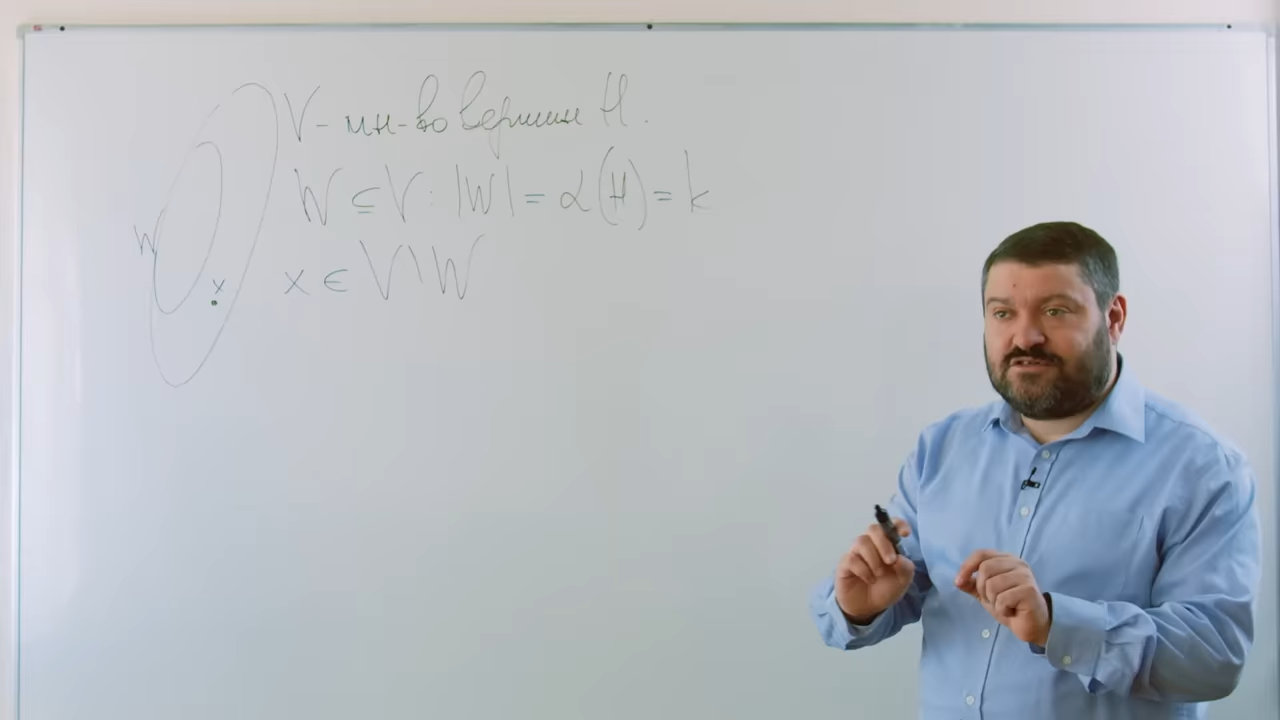 V - мн-во вершин H.
W ⊆ V : |W| = α(H) = k
W
x
x ∈ V \ W